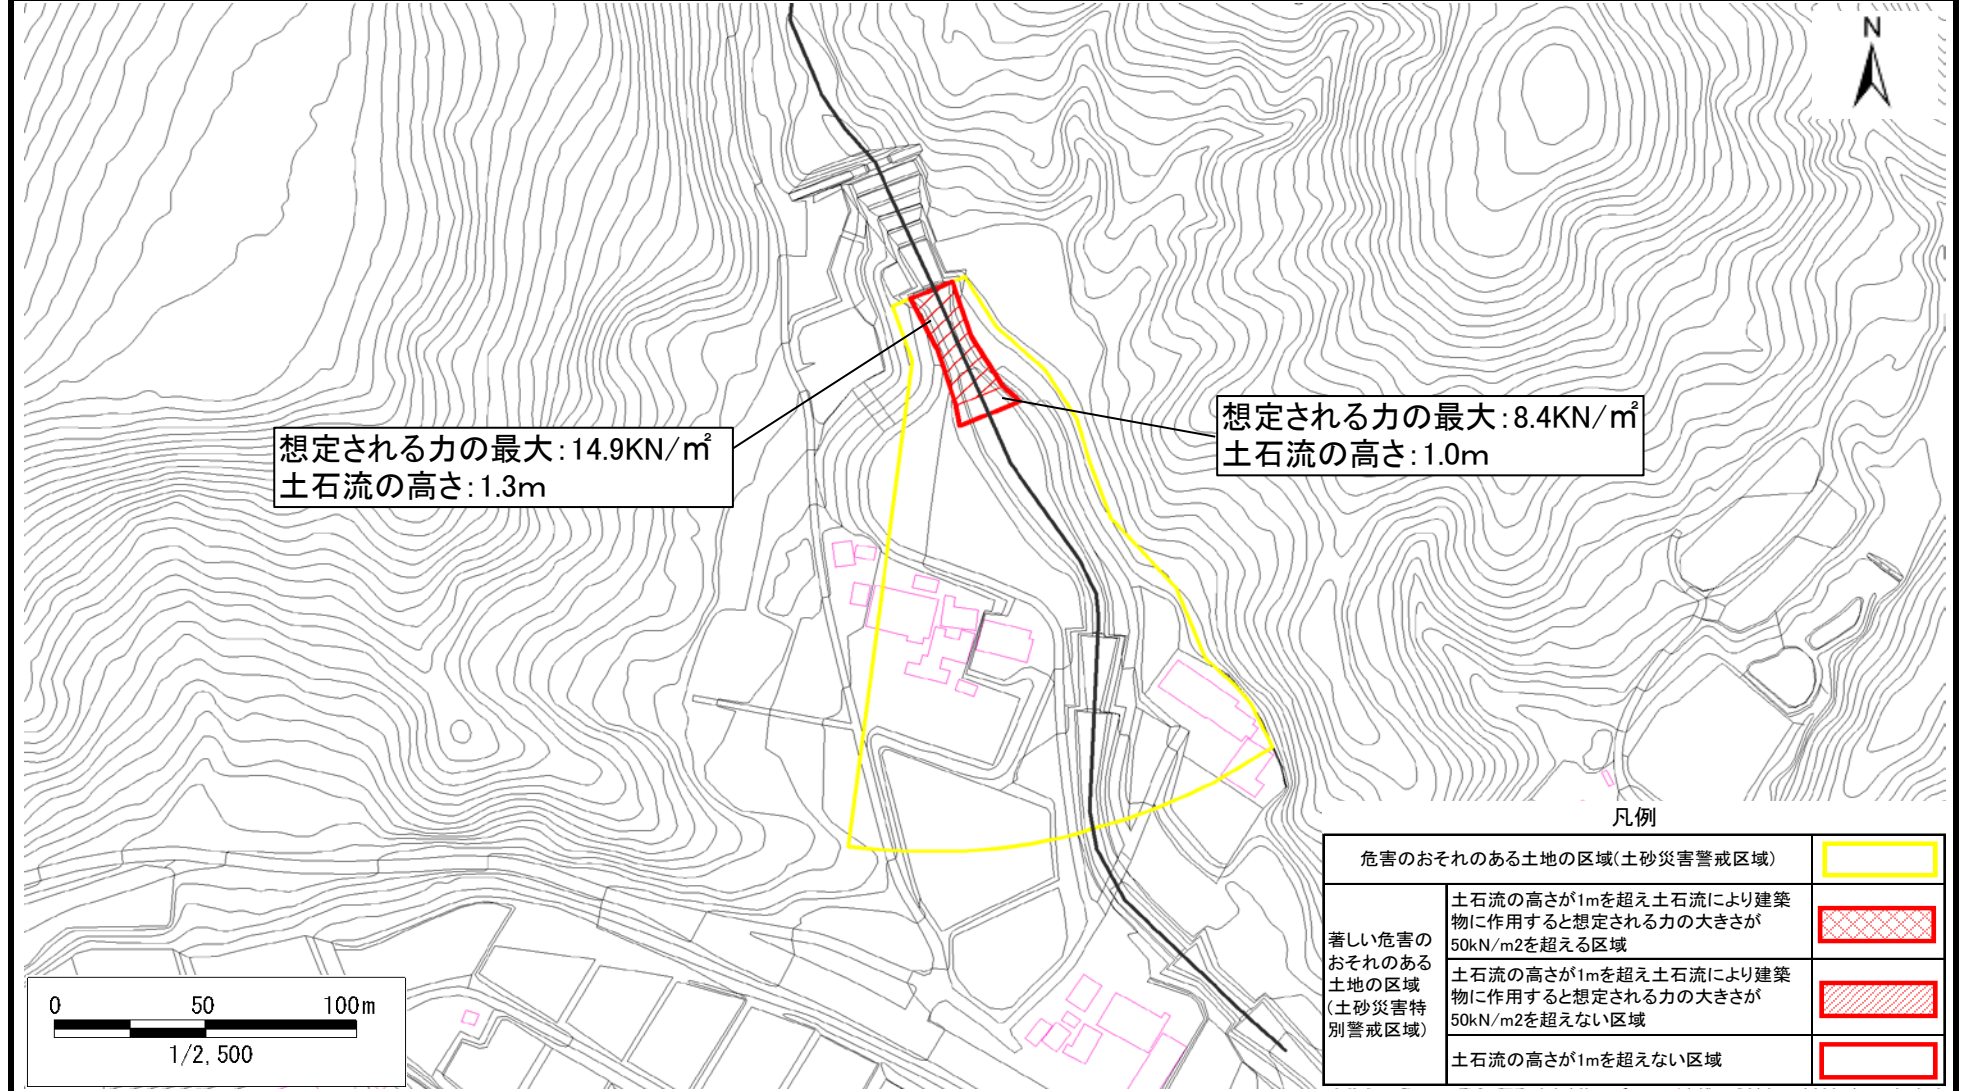 N
想定される力の最大:14.9KN/㎡
土石流の高さ:1.3m
想定される力の最大:8.4KN/㎡
土石流の高さ:1.0m
凡例
危害のおそれのある土地の区域(土砂災害警戒区域)
著しい危害の
おそれのある
土地の区域
(土砂災害特
別警戒区域)
土石流の高さが1mを超え土石流により建築
物に作用すると想定される力の大きさが
50kN/m2を超える区域
土石流の高さが1mを超え土石流により建築
物に作用すると想定される力の大きさが
50kN/m2を超えない区域
土石流の高さが1mを超えない区域
0 50 100m
1/2,500